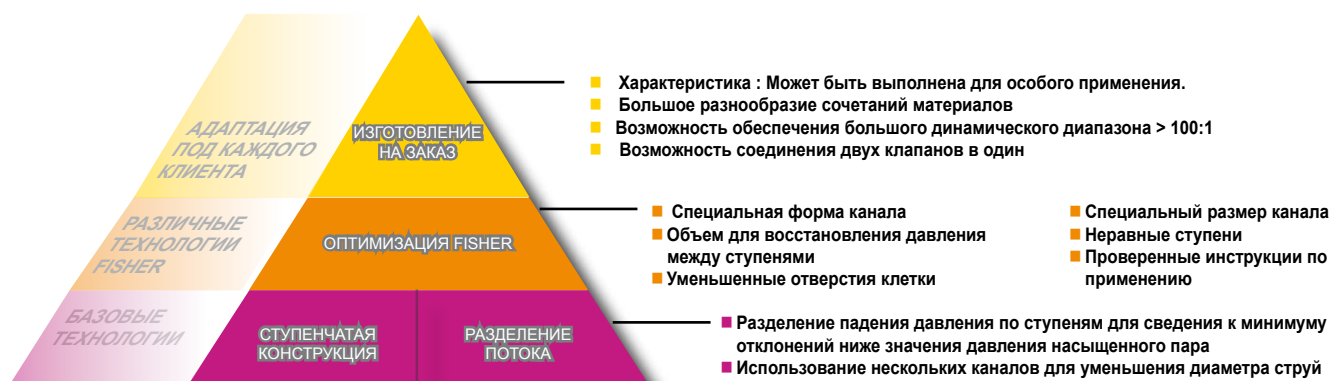 АДАПТАЦИЯ
ПОД КАЖДОГО
КЛИЕНТА
ИЗГОТОВЛЕНИЕ
НА ЗАКАЗ
Характеристика : Может быть выполнена для особого применения.
Большое разнообразие сочетаний материалов
Возможность обеспечения большого динамического диапазона > 100:1
Возможность соединения двух клапанов в один
РАЗЛИЧНЫЕ
ТЕХНОЛОГИИ
FISHER
ОПТИМИЗАЦИЯ FISHER
Специальная форма канала
Объем для восстановления давления
между ступенями
Уменьшенные отверстия клетки
Специальный размер канала
Неравные ступени
Проверенные инструкции по
применению
БАЗОВЫЕ
ТЕХНОЛОГИИ
СТУПЕНЧАТАЯ
КОНСТРУКЦИЯ
РАЗДЕЛЕНИЕ
ПОТОКА
Разделение падения давления по ступеням для сведения к минимуму
отклонений ниже значения давления насыщенного пара
Использование нескольких каналов для уменьшения диаметра струй